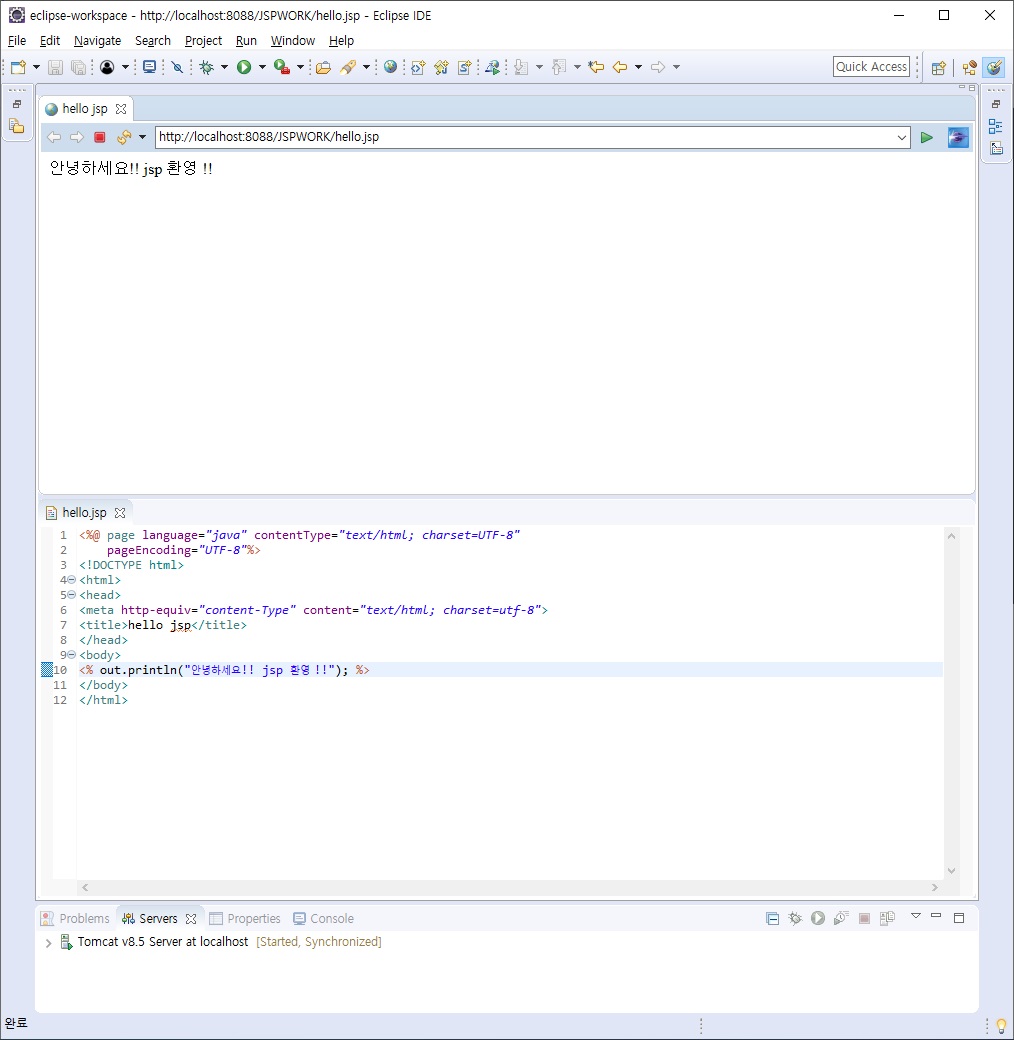 eclipse-workspace - http://localhost:8088/JSPWORK/hello.jsp - Eclipse IDE
File Edit Navigate Search Project Run Window Help
Quick Access
hello jsp
http://localhost:8088/JSPWORK/hello.jsp
안녕하세요!! jsp 환영 !!
hello.jsp
1 <%@ page language="java" contentType="text/html; charset=UTF-8"
2 pageEncoding="UTF-8"%>
3 <!DOCTYPE html>
4 <html>
5 <head>
6 <meta http-equiv="content-Type" content="text/html; charset=utf-8">
7 <title>hello jsp</title>
8 </head>
9 <body>
10 <% out.println("안녕하세요!! jsp 환영 !!"); %>
11 </body>
12 </html>
Problems Servers Properties Console
Tomcat v8.5 Server at localhost [Started, Synchronized]
완료